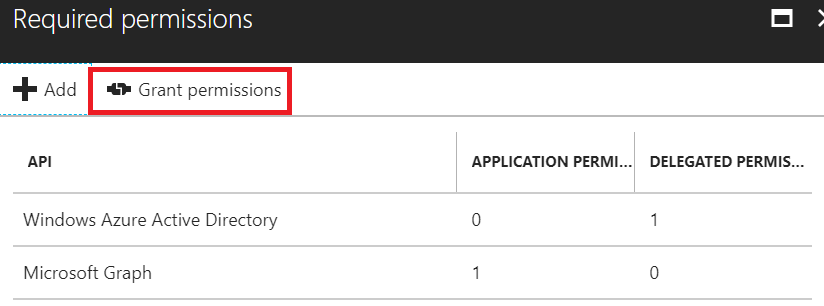 Required permissions
Add Grant permissions
API APPLICATION PERMI... DELEGATED PERMIS...
Windows Azure Active Directory 0 1
Microsoft Graph 1 0